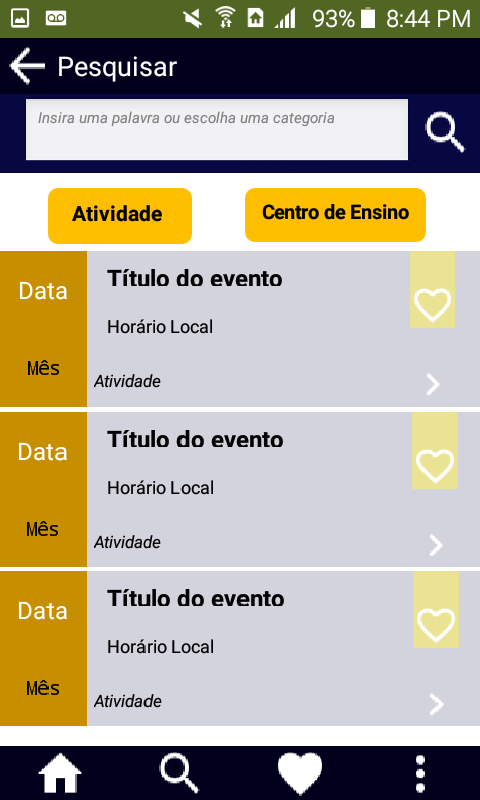 93% 8:44 PM
Pesquisar
Insira uma palavra ou escolha uma categoria
Atividade Centro de Ensino
Data Título do evento
Horário Local
Mês
Atividade
Data Título do evento
Horário Local
Mês
Atividade
Data Título do evento
Horário Local
Mês
Atividade